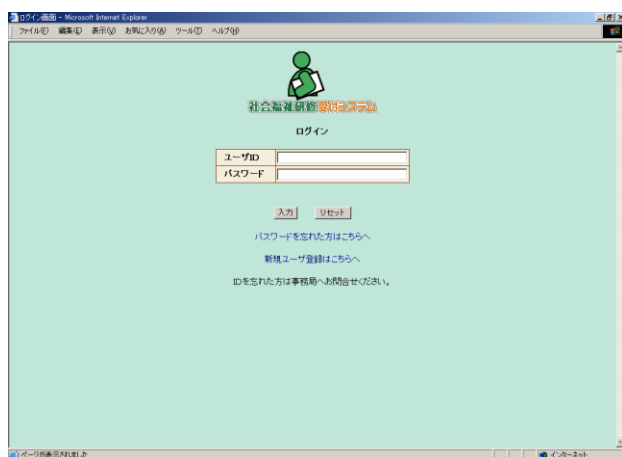 ログイン画面 - Microsoft Internet Explorer
ファイル(F) 編集(E) 表示(V) お気に入り(A) ツール(T) ヘルプ(H)
社会福祉研修受付システム
ログイン
ユーザID
パスワード
入力 リセット
パスワードを忘れた方はこちらへ
新規ユーザ登録はこちらへ
IDを忘れた方は事務局へお問合せください。
ページが表示されました インターネット